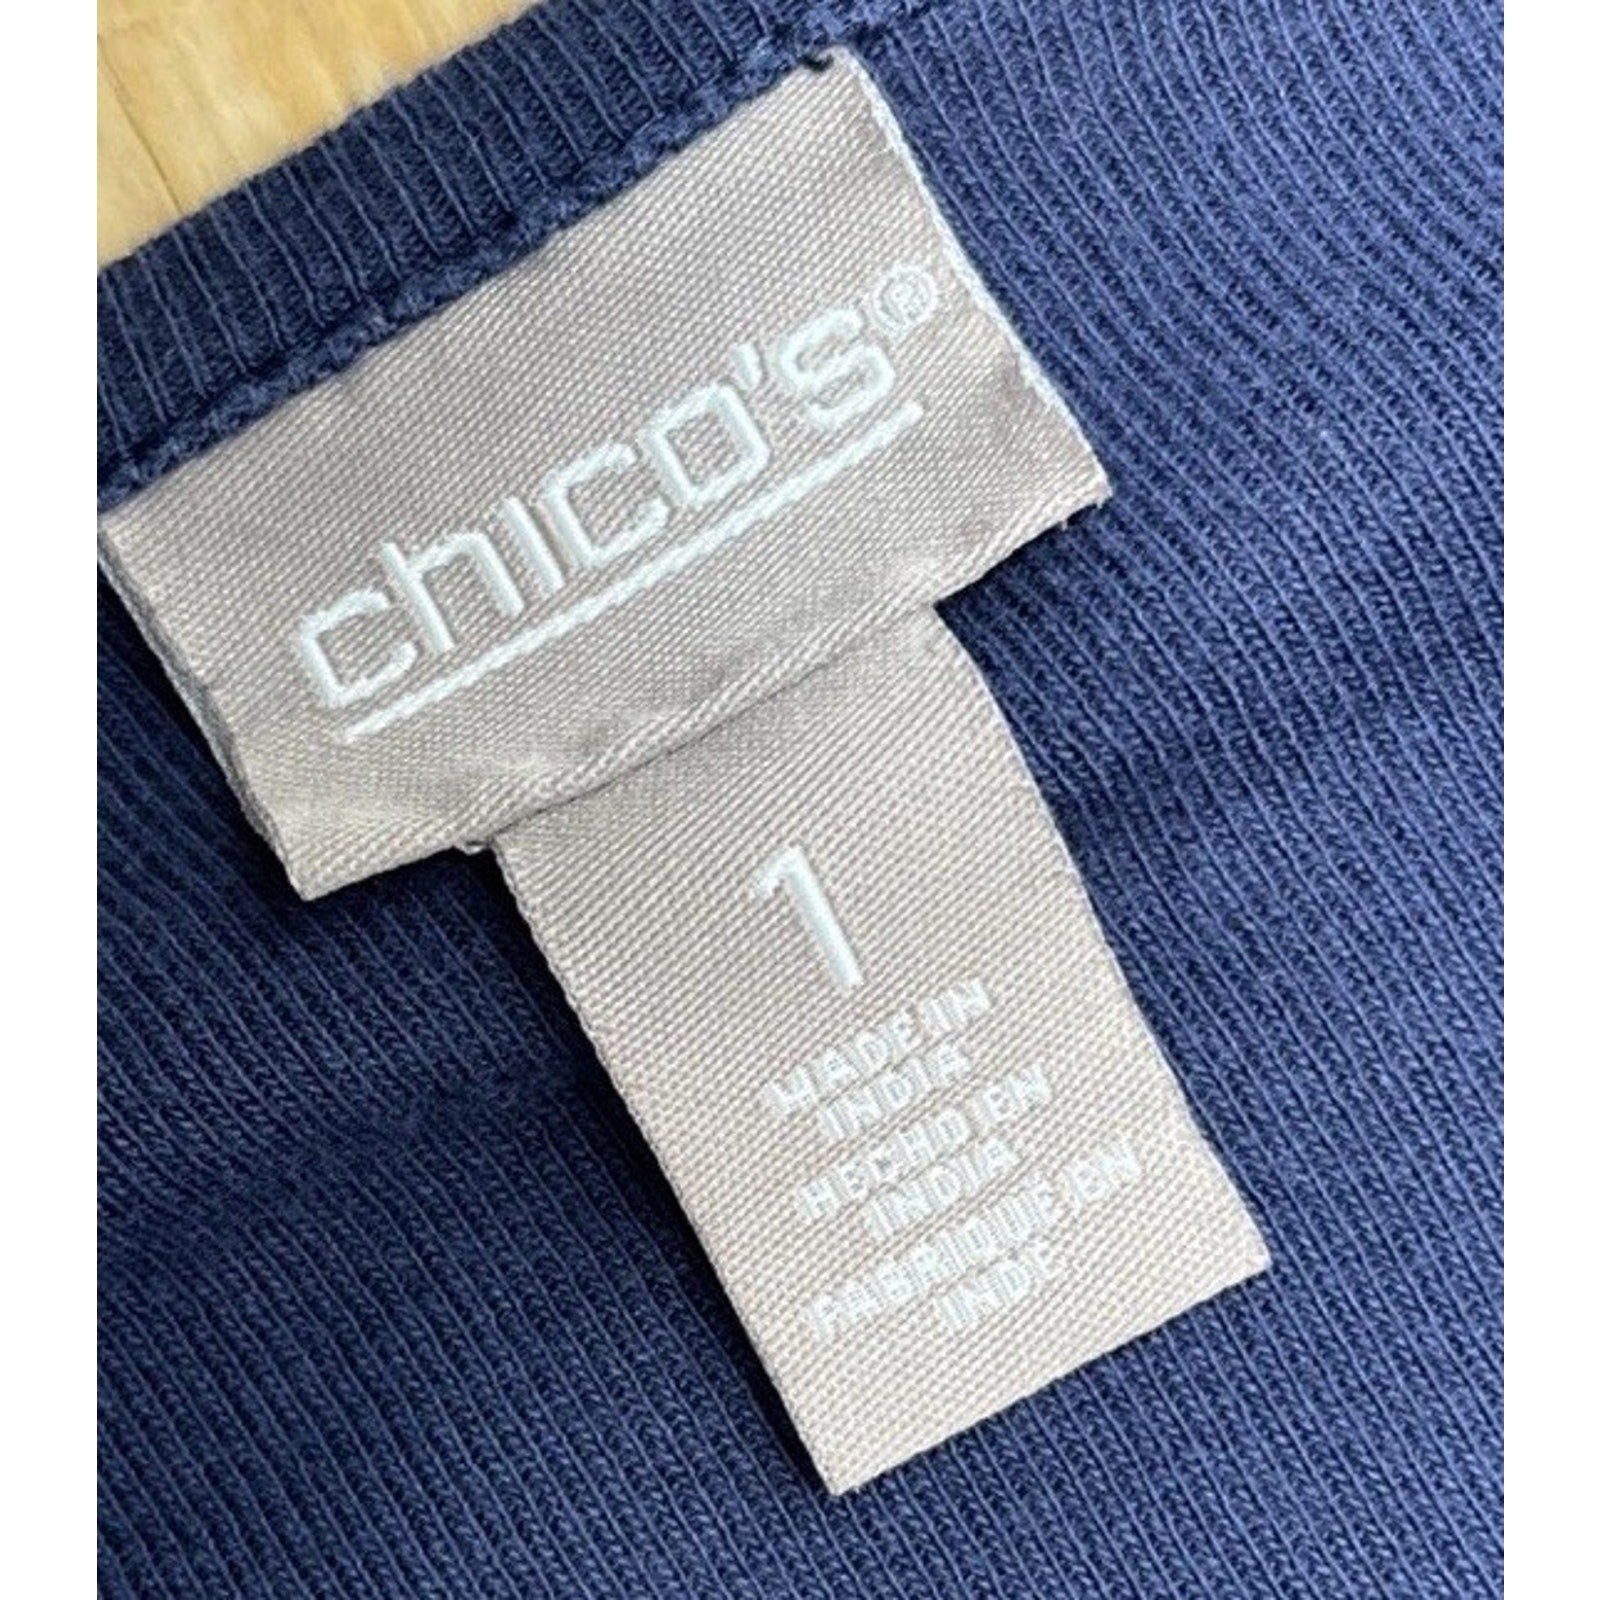 chico's®
1
MADE IN
INDIA
HECHO EN
INDIA
FABRIQUE EN
INDE